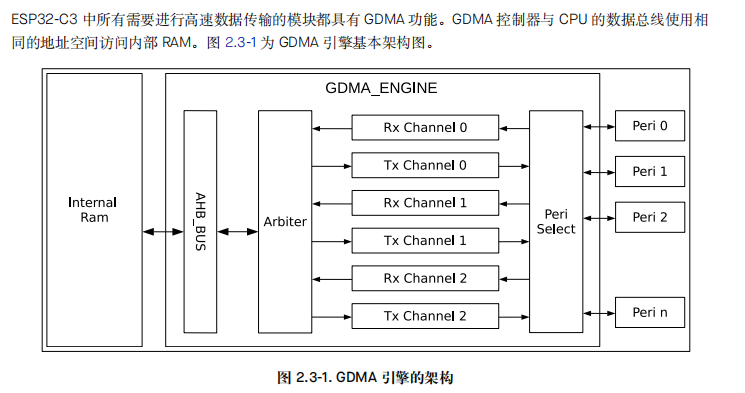 ESP32-C3 中所有需要进行高速数据传输的模块都具有 GDMA 功能。GDMA 控制器与 CPU 的数据总线使用相
同的地址空间访问内部 RAM。图 2.3-1 为 GDMA 引擎基本架构图。
GDMA_ENGINE
Rx Channel 0
Peri 0
Tx Channel 0
Peri 1
Internal
Ram
AHB_BUS
Arbiter
Rx Channel 1
Peri
Select
Peri 2
Tx Channel 1
Rx Channel 2
Tx Channel 2
Peri n
图 2.3-1. GDMA 引擎的架构